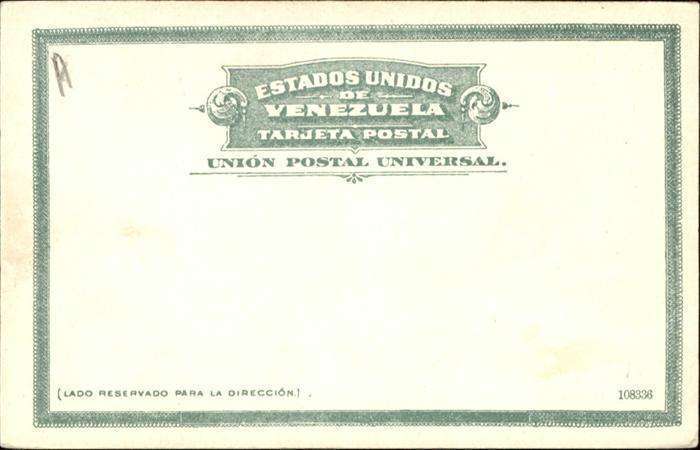 A
ESTADOS UNIDOS
DE
VENEZUELA
TARJETA POSTAL
UNIÓN POSTAL UNIVERSAL.
(LADO RESERVADO PARA LA DIRECCIÓN.)
108336